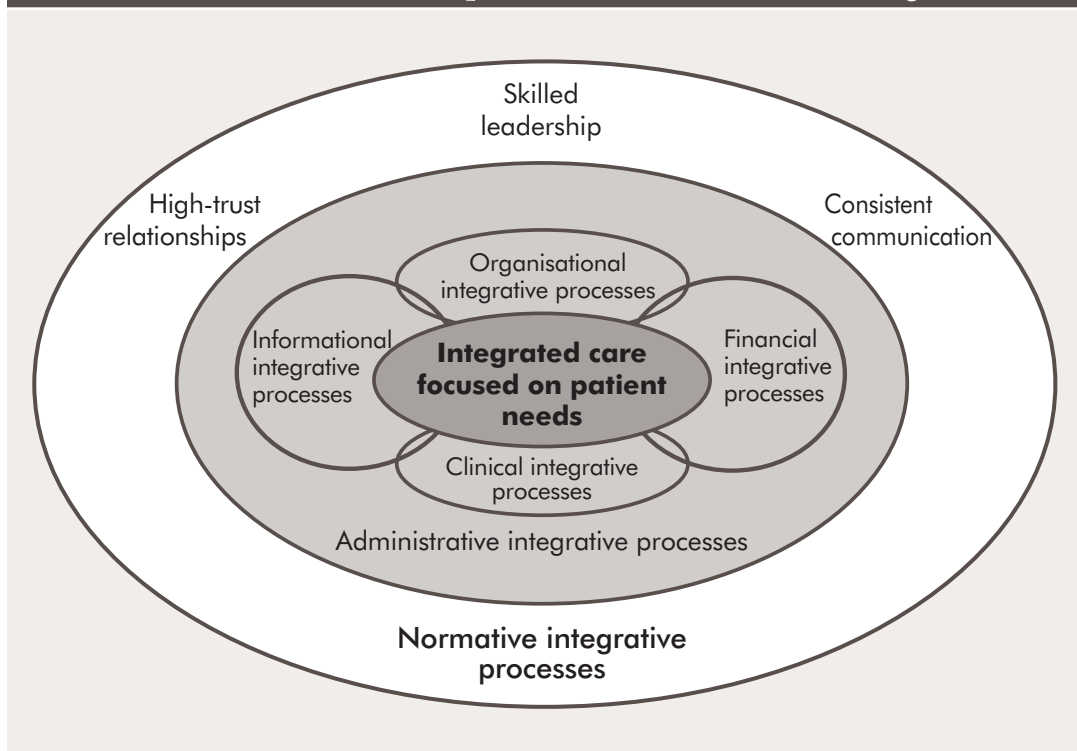 Skilled
leadership
High-trust
relationships
Consistent
communication
Organisational
integrative processes
Informational
integrative
processes
Integrated care
focused on patient
needs
Financial
integrative
processes
Clinical integrative
processes
Administrative integrative processes
Normative integrative
processes